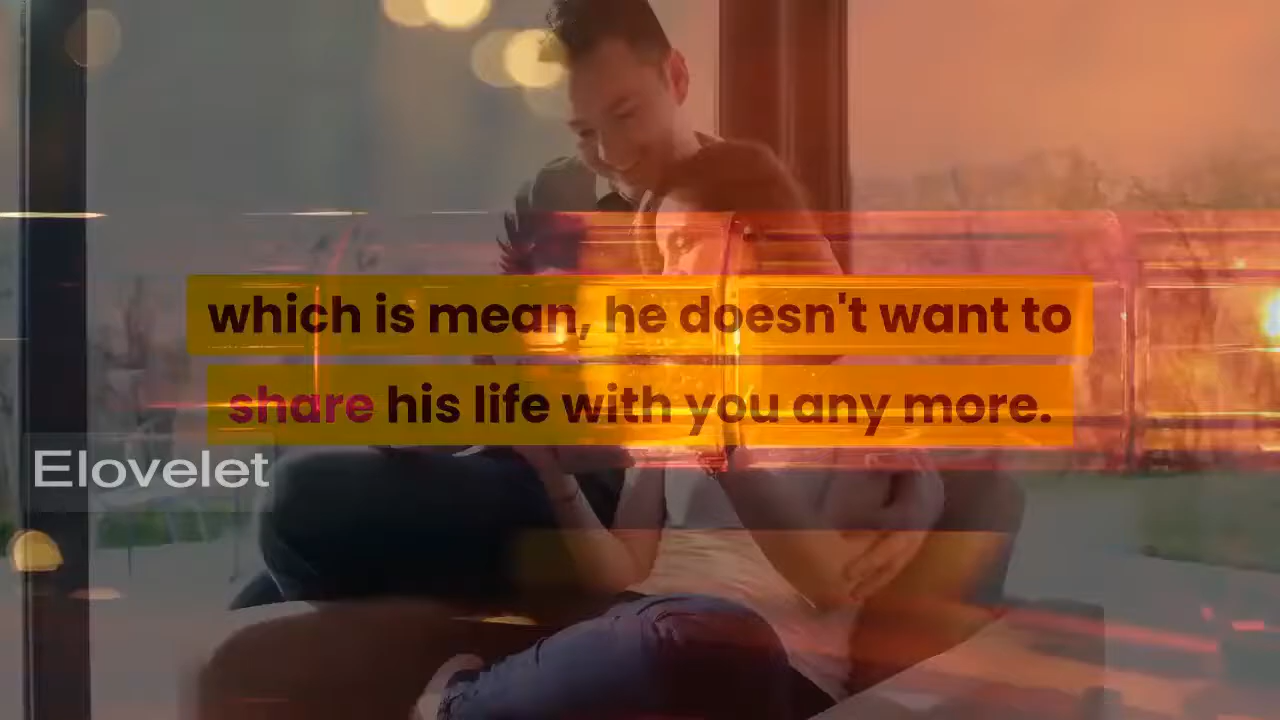 which is mean, he doesn't want to
share his life with you any more.
Elovelet